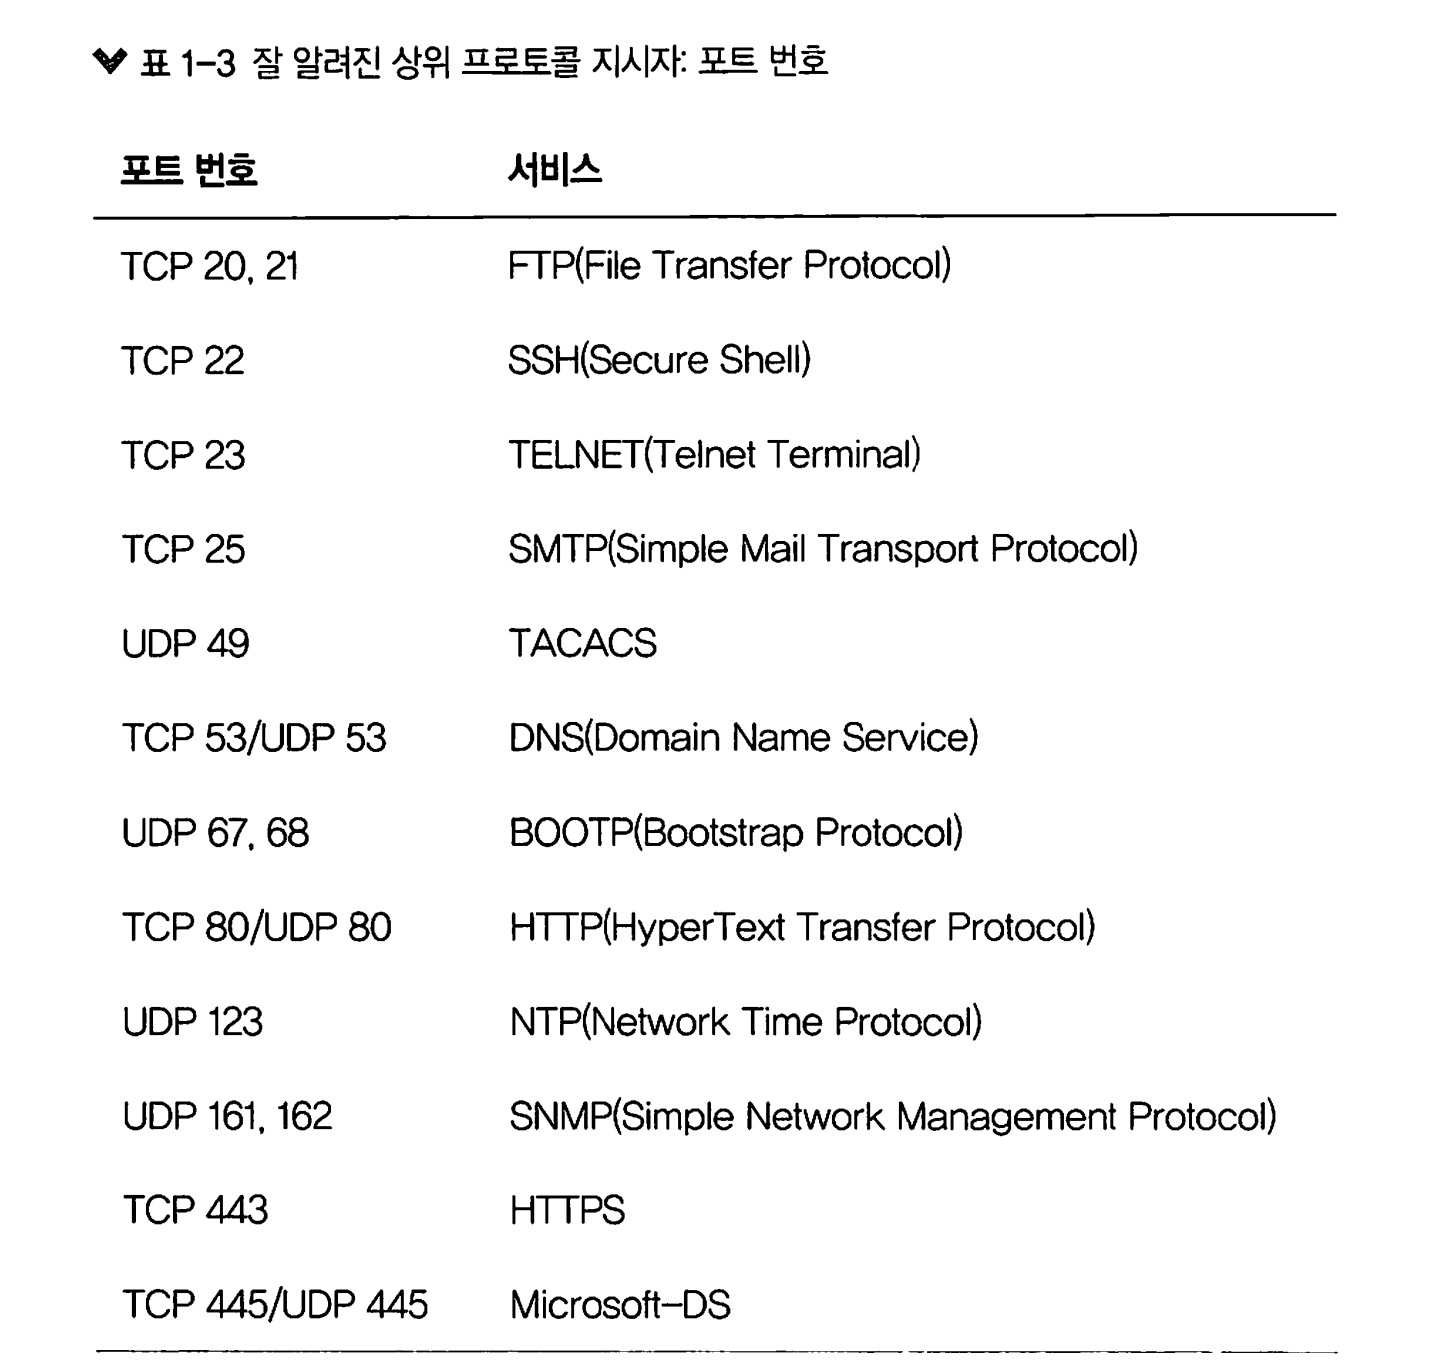 표 1-3 잘 알려진 상위 프로토콜 지시자: 포트 번호
포트 번호 서비스
TCP 20, 21 FTP(File Transfer Protocol)
TCP 22 SSH(Secure Shell)
TCP 23 TELNET(Telnet Terminal)
TCP 25 SMTP(Simple Mail Transport Protocol)
UDP 49 TACACS
TCP 53/UDP 53 DNS(Domain Name Service)
UDP 67, 68 BOOTP(Bootstrap Protocol)
TCP 80/UDP 80 HTTP(HyperText Transfer Protocol)
UDP 123 NTP(Network Time Protocol)
UDP 161, 162 SNMP(Simple Network Management Protocol)
TCP 443 HTTPS
TCP 445/UDP 445 Microsoft-DS